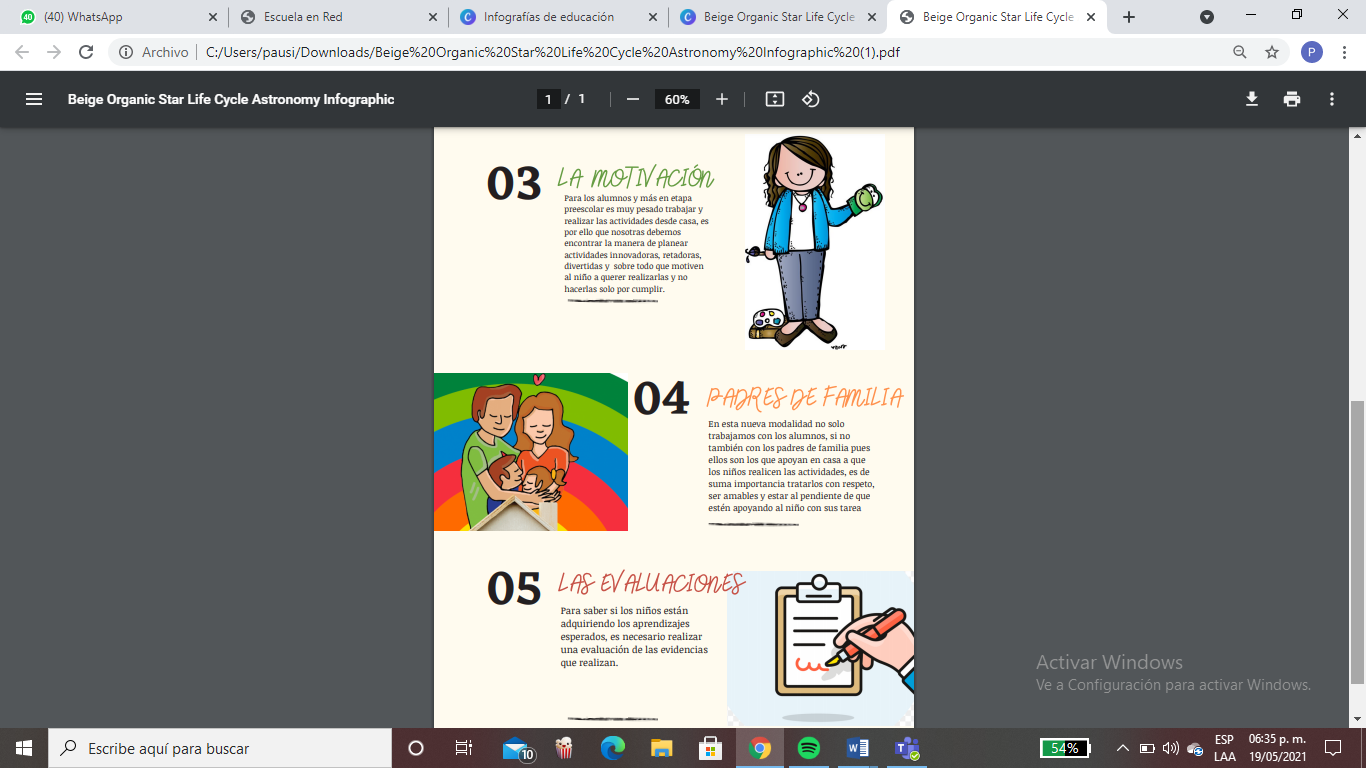 (40) WhatsApp
Escuela en Red
Infografías de educación
Beige Organic Star Life Cycle
Beige Organic Star Life Cycle
Archivo
C:/Users/pausi/Downloads/Beige%20Organic%20Star%20Life%20Cycle%20Astronomy%20Infographic%20(1).pdf
P
Beige Organic Star Life Cycle Astronomy Infographic
1 / 1
60%
03
LA MOTIVACIÓN
Para los alumnos y más en etapa
preescolar es muy pesado trabajar y
realizar las actividades desde casa, es
por ello que nosotras debemos
encontrar la manera de planear
actividades innovadoras, retadoras,
divertidas y sobre todo que motiven
al niño a querer realizarlas y no
hacerlas solo por cumplir.
04
PADRES DE FAMILIA
En esta nueva modalidad no solo
trabajamos con los alumnos, si no
también con los padres de familia pues
ellos son los que apoyan en casa a que
los niños realicen las actividades, es de
suma importancia tratarlos con respeto,
ser amables y estar al pendiente de que
estén apoyando al niño con sus tarea
05
LAS EVALUACIONES
Para saber si los niños están
adquiriendo los aprendizajes
esperados, es necesario realizar
una evaluación de las evidencias
que realizan.
Activar Windows
Ve a Configuración para activar Windows.
Escribe aquí para buscar
10
54%
ESP
LAA
06:35 p. m.
19/05/2021